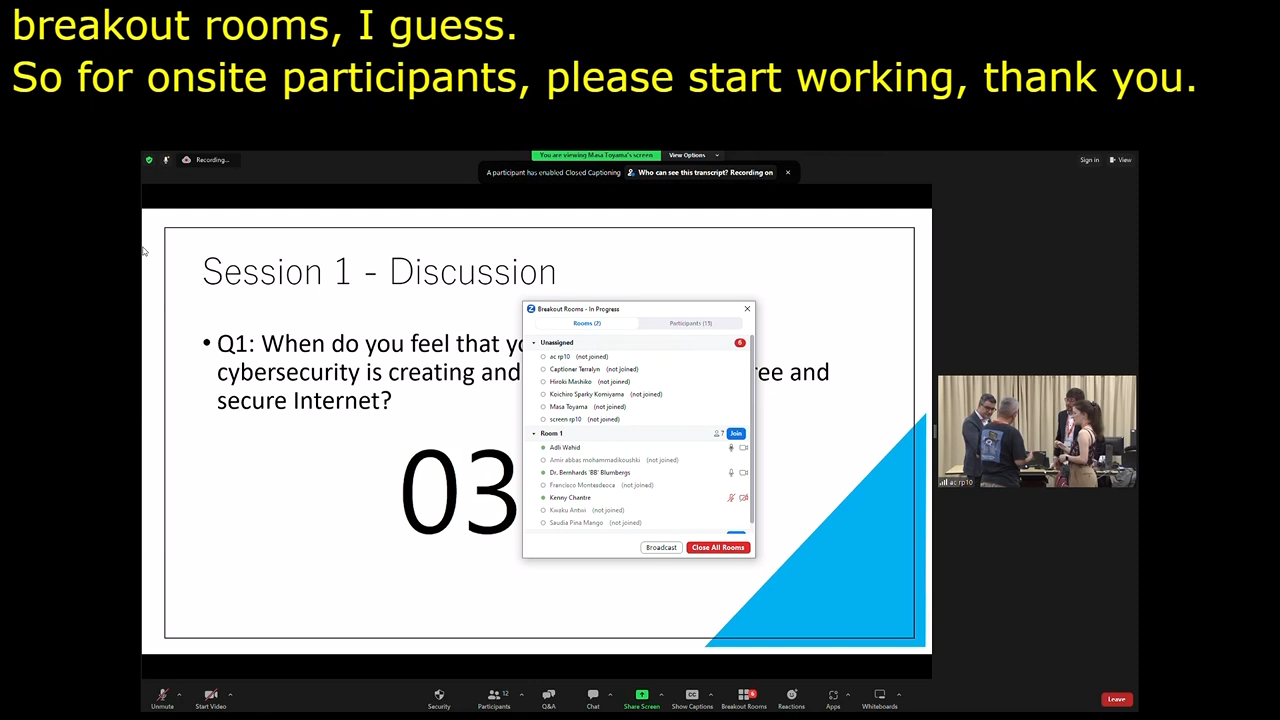 breakout rooms, I guess.
So for onsite participants, please start working, thank you.
Recording...
You are viewing Masa Toyama's screen
View Options
Sign in
View
A participant has enabled Closed Captioning
Who can see this transcript? Recording on
Session 1 - Discussion
• Q1: When do you feel that yo
cybersecurity is creating and
ree and
secure Internet?
03
Breakout Rooms - In Progress
Rooms (2)
Participants (13)
Unassigned
6
ac rp10 (not joined)
Captioner Terralyn (not joined)
Hiroki Mashiko (not joined)
Koichiro Sparky Komiyama (not joined)
Masa Toyama (not joined)
screen rp10 (not joined)
Room 1
7
Join
Adli Wahid
Amir abbas mohammadikoushki (not joined)
Dr. Bernhards 'BB' Blumbergs
Francisco Montesdeoca (not joined)
Kenny Chantre
Kwaku Antwi (not joined)
Saudia Pina Mango (not joined)
Broadcast
Close All Rooms
ac rp10
Unmute
Start Video
Security
Participants
12
Q&A
Chat
Share Screen
CC
Show Captions
Breakout Rooms
6
Reactions
Apps
Whiteboards
Leave